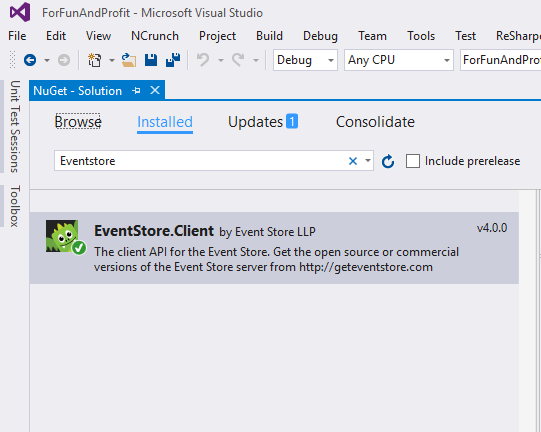 ForFunAndProfit - Microsoft Visual Studio
File Edit View NCrunch Project Build Debug Team Tools Test ReSharpe
Debug Any CPU ForFunAndProf
Unit Test Sessions
Toolbox
NuGet - Solution
Browse Installed Updates 1 Consolidate
Eventstore Include prerelease
EventStore.Client by Event Store LLP v4.0.0
The client API for the Event Store. Get the open source or commercial
versions of the Event Store server from http://geteventstore.com